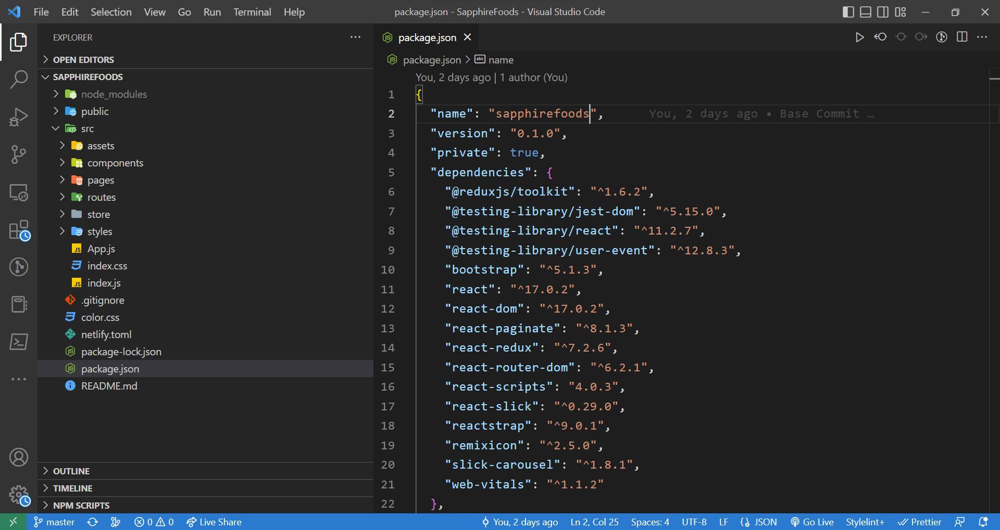 File Edit Selection View Go Run Terminal Help
package.json - SapphireFoods - Visual Studio Code
EXPLORER
OPEN EDITORS
SAPPHIREFOODS
node_modules
public
src
assets
components
pages
routes
store
styles
JS App.js
index.css
JS index.js
.gitignore
color.css
netlify.toml
JS package-lock.json
JS package.json
i README.md
OUTLINE
TIMELINE
NPM SCRIPTS
JS package.json
JS package.json > abc name
You, 2 days ago | 1 author (You)
1 {
2 "name": "sapphirefoods", You, 2 days ago • Base Commit …
3 "version": "0.1.0",
4 "private": true,
5 "dependencies": {
6 "@reduxjs/toolkit": "^1.6.2",
7 "@testing-library/jest-dom": "^5.15.0",
8 "@testing-library/react": "^11.2.7",
9 "@testing-library/user-event": "^12.8.3",
10 "bootstrap": "^5.1.3",
11 "react": "^17.0.2",
12 "react-dom": "^17.0.2",
13 "react-paginate": "^8.1.3",
14 "react-redux": "^7.2.6",
15 "react-router-dom": "^6.2.1",
16 "react-scripts": "4.0.3",
17 "react-slick": "^0.29.0",
18 "reactstrap": "^9.0.1",
19 "remixicon": "^2.5.0",
20 "slick-carousel": "^1.8.1",
21 "web-vitals": "^1.1.2"
22 },
master 0 0 Live Share You, 2 days ago Ln 2, Col 25 Spaces: 4 UTF-8 LF {} JSON Go Live Stylelint+ Prettier